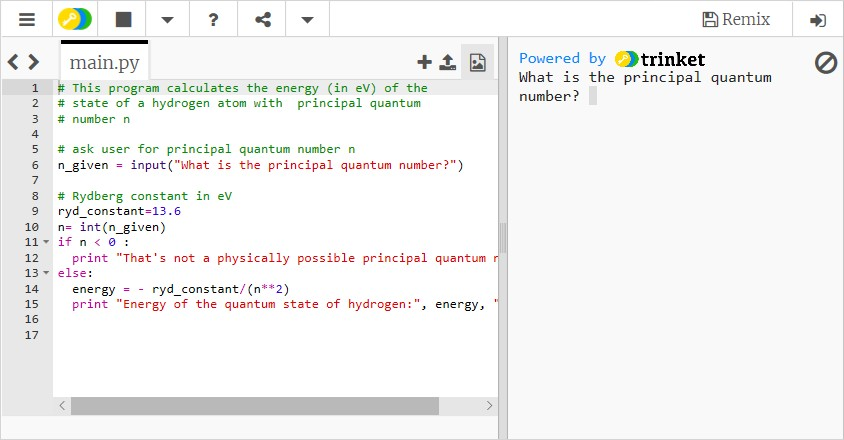 ? Remix
main.py
1 # This program calculates the energy (in eV) of the
2 # state of a hydrogen atom with  principal quantum
3 # number n
4
5 # ask user for principal quantum number n
6 n_given = input("What is the principal quantum number?")
7
8 # Rydberg constant in eV
9 ryd_constant=13.6
10 n= int(n_given)
11 if n < 0 :
12   print "That's not a physically possible principal quantum
13 else:
14   energy = - ryd_constant/(n**2)
15   print "Energy of the quantum state of hydrogen:", energy, "
16
17
Powered by trinket
What is the principal quantum
number?